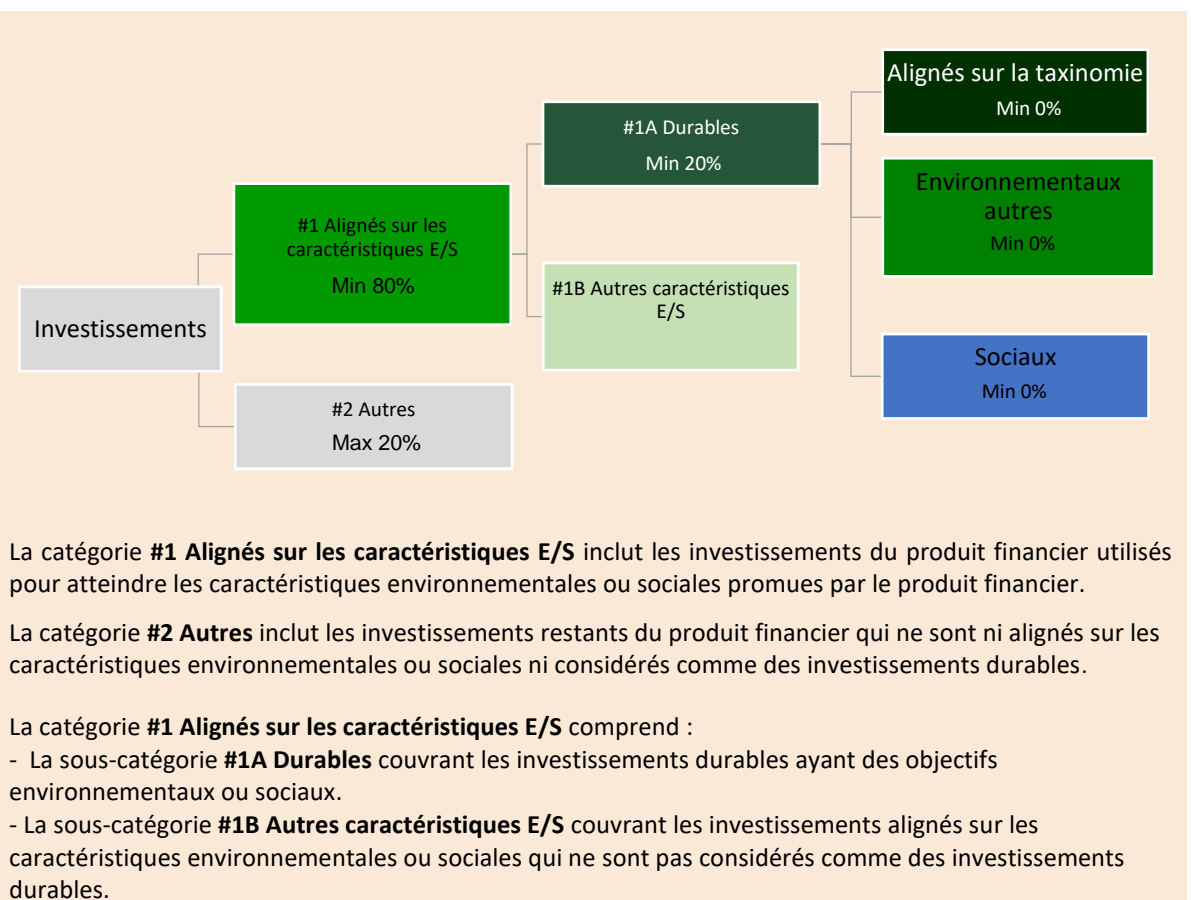 Alignés sur la taxinomie
Min 0%
#1A Durables
Min 20%
Environnementaux
autres
Min 0%
#1 Alignés sur les
caractéristiques E/S
Min 80%
#1B Autres caractéristiques
E/S
Investissements
Sociaux
Min 0%
#2 Autres
Max 20%
La catégorie #1 Alignés sur les caractéristiques E/S inclut les investissements du produit financier utilisés
pour atteindre les caractéristiques environnementales ou sociales promues par le produit financier.
La catégorie #2 Autres inclut les investissements restants du produit financier qui ne sont ni alignés sur les
caractéristiques environnementales ou sociales ni considérés comme des investissements durables.
La catégorie #1 Alignés sur les caractéristiques E/S comprend :
- La sous-catégorie #1A Durables couvrant les investissements durables ayant des objectifs
environnementaux ou sociaux.
- La sous-catégorie #1B Autres caractéristiques E/S couvrant les investissements alignés sur les
caractéristiques environnementales ou sociales qui ne sont pas considérés comme des investissements
durables.